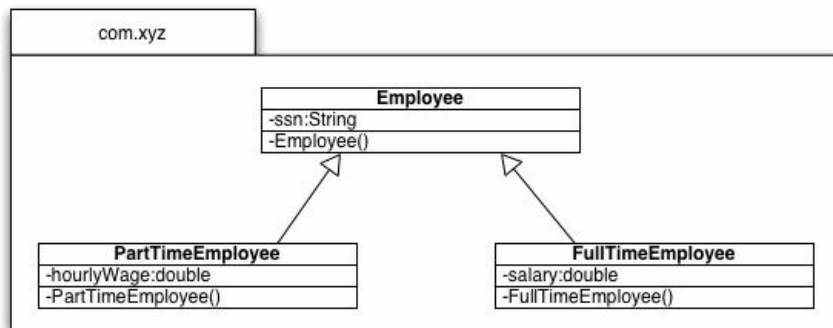 com.xyz
Employee
-ssn:String
-Employee()
PartTimeEmployee
-hourlyWage:double
-PartTimeEmployee()
FullTimeEmployee
-salary:double
-FullTimeEmployee()